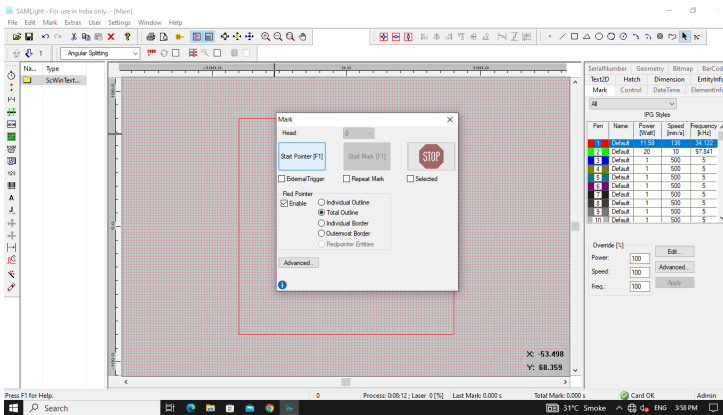 SAMLight - For use in India only. - [Main]
File Edit Mark Extras User Settings Window Help
1 Angular Splitting
Na... Type
ScWinText...
-100.0 0.0 100.0
Mark
Head: 0
Start Pointer [F1] Start Mark [F1] STOP
ExternalTrigger Repeat Mark Selected
Red Pointer
Enable
Individual Outline
Total Outline
Individual Border
Outermost Border
Redpointer Entities
Advanced..
X: -53.498
Y: 68.359
SerialNumber Geometry Bitmap BarCod
Text2D Hatch Dimension EntityInfo
Mark Control DateTime ElementInfo
All
IPG Styles
Pen Name Power [Watt] Speed [mm/s] Frequency [kHz]
1 Default 11.58 136 34.122
2 Default 20 10 97.841
3 Default 1 500 5
4 Default 1 500 5
5 Default 1 500 5
6 Default 1 500 5
7 Default 1 500 5
8 Default 1 500 5
9 Default 1 500 5
10 Default 1 500 5
Override [%]
Power: 100 Edit...
Speed: 100 Advanced...
Freq.: 100 Apply
Press F1 for Help. 0 Process: 0:08:12 ; Laser 0 [%] Last Mark: 0.000 s Total Mark: 0.000 s Card OK Admin
Search 31°C Smoke ENG 3:58 PM